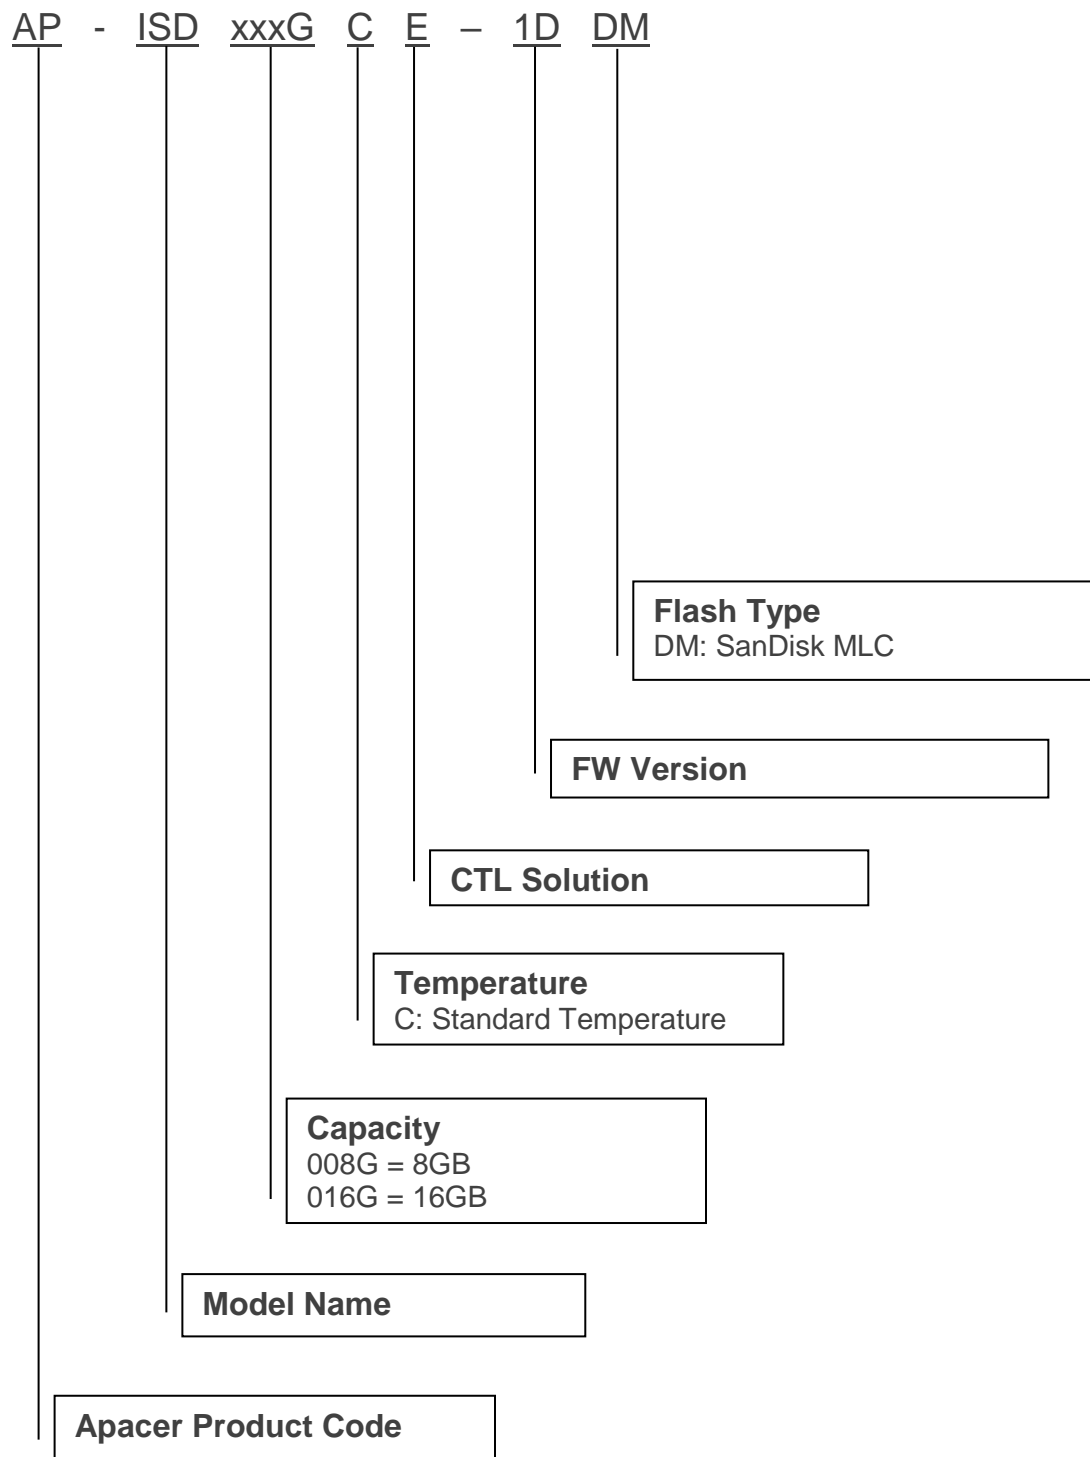 AP - ISD xxxG C E – 1D DM
Flash Type
DM: SanDisk MLC
FW Version
CTL Solution
Temperature
C: Standard Temperature
Capacity
008G = 8GB
016G = 16GB
Model Name
Apacer Product Code